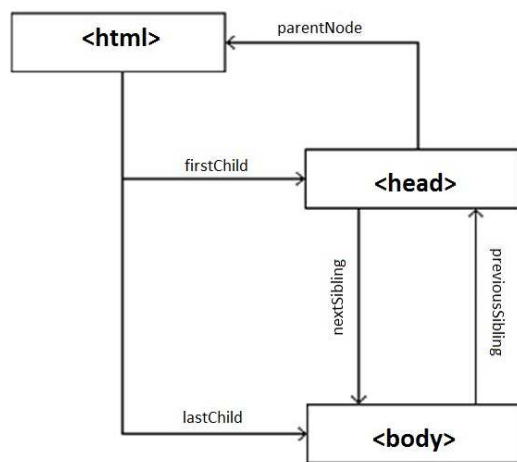 <html>
parentNode
firstChild
<head>
nextSibling
previousSibling
lastChild
<body>